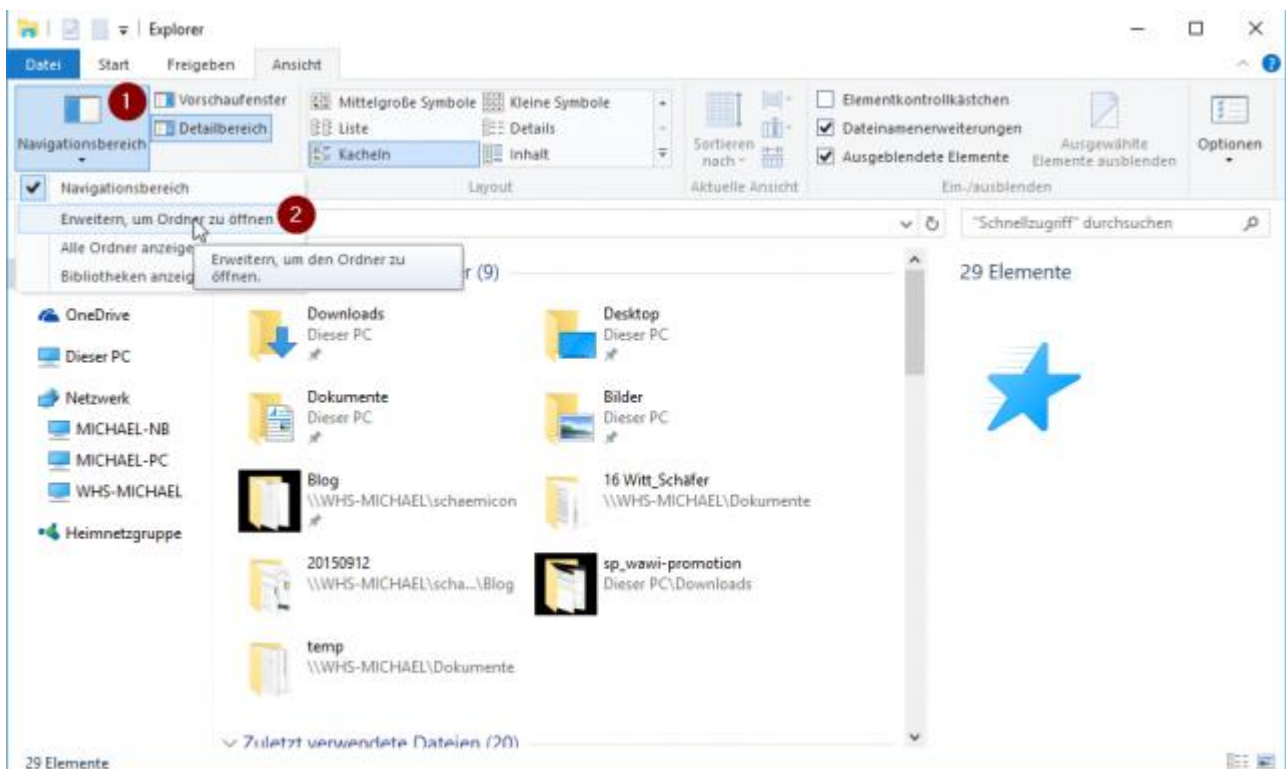 Explorer
Datei Start Freigeben Ansicht
1
Navigationsbereich
Vorschaufenster
Detailbereich
Mittelgroße Symbole Kleine Symbole
Liste Details
Kacheln Inhalt
Layout
Sortieren
nach
Aktuelle Ansicht
Elementkontrollkästchen
Dateinamenerweiterungen
Ausgeblendete Elemente
Ausgewählte
Elemente ausblenden
Ein-/ausblenden
Optionen
Navigationsbereich
Erweitern, um Ordner zu öffnen 2
Alle Ordner anzeige
Bibliotheken anzeig
Erweitern, um den Ordner zu
öffnen.
"Schnellzugriff" durchsuchen
r (9)
29 Elemente
OneDrive
Dieser PC
Netzwerk
MICHAEL-NB
MICHAEL-PC
WHS-MICHAEL
Heimnetzgruppe
Downloads
Dieser PC
Desktop
Dieser PC
Dokumente
Dieser PC
Bilder
Dieser PC
Blog
\\WHS-MICHAEL\schaemicon
16 Witt_Schäfer
\\WHS-MICHAEL\Dokumente
20150912
\\WHS-MICHAEL\scha...\Blog
sp_wawi-promotion
Dieser PC\Downloads
temp
\\WHS-MICHAEL\Dokumente
Zuletzt verwendete Dateien (20)
29 Elemente